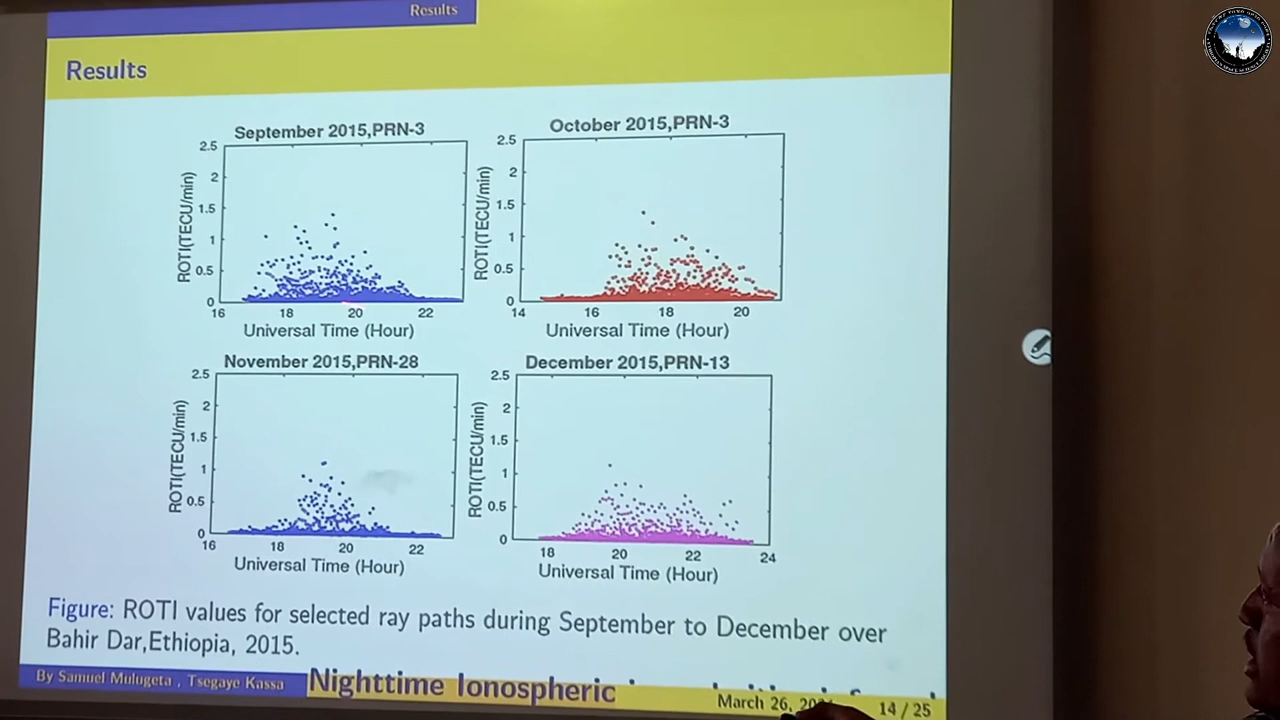 Results
Results
September 2015,PRN-3
2.5
2
1.5
1
0.5
0
ROTI(TECU/min)
16 18 20 22
Universal Time (Hour)
October 2015,PRN-3
2.5
2
1.5
1
0.5
0
ROTI(TECU/min)
14 16 18 20
Universal Time (Hour)
November 2015,PRN-28
2.5
2
1.5
1
0.5
0
ROTI(TECU/min)
16 18 20 22
Universal Time (Hour)
December 2015,PRN-13
2.5
2
1.5
1
0.5
0
ROTI(TECU/min)
18 20 22 24
Universal Time (Hour)
Figure: ROTI values for selected ray paths during September to December over
Bahir Dar,Ethiopia, 2015.
By Samuel Mulugeta , Tsegaye Kassa
Nighttime Ionospheric
March 26,
14 / 25